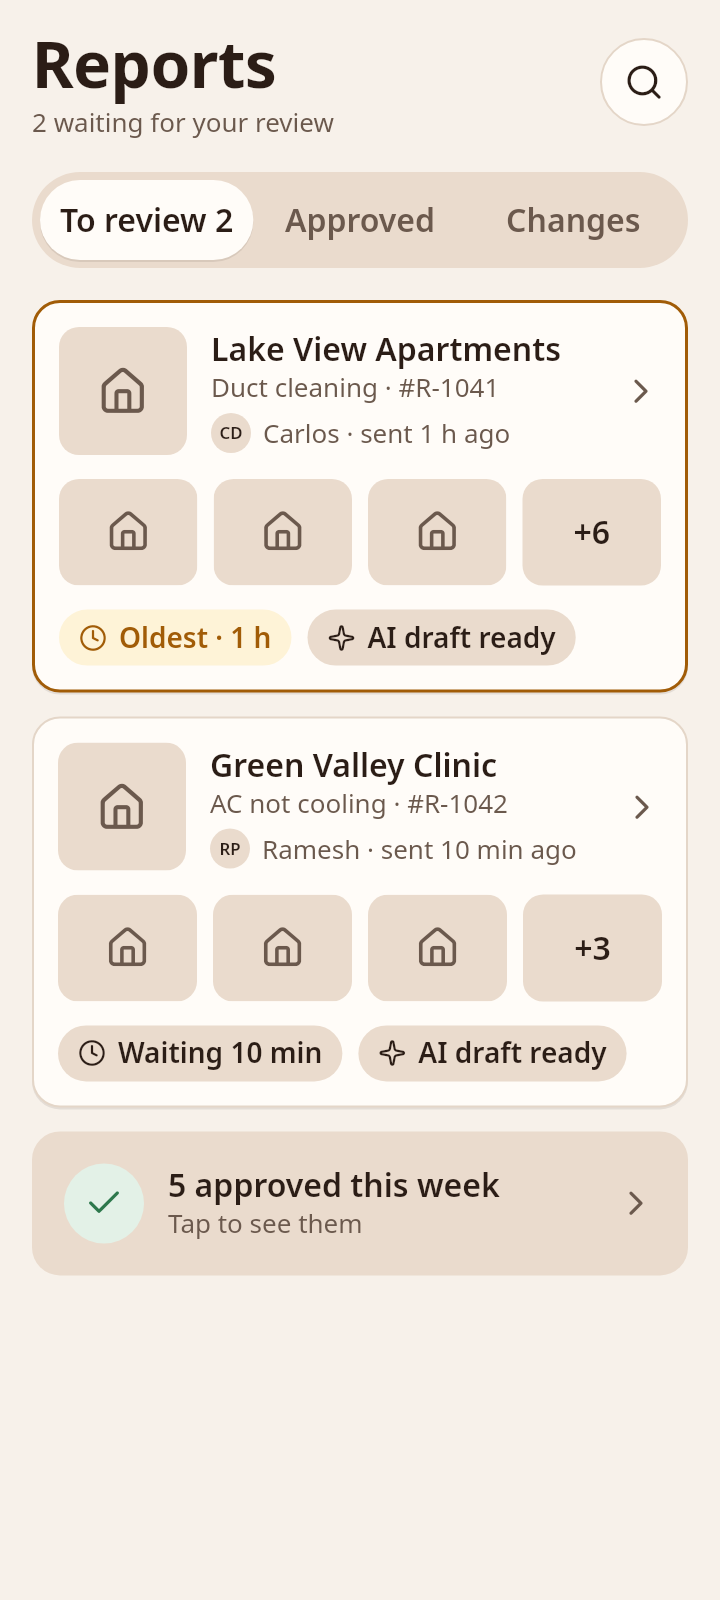 Reports
2 waiting for your review
To review 2
Approved
Changes
Lake View Apartments
Duct cleaning · #R-1041
CD
Carlos · sent 1 h ago
+6
Oldest · 1 h
AI draft ready
Green Valley Clinic
AC not cooling · #R-1042
RP
Ramesh · sent 10 min ago
+3
Waiting 10 min
AI draft ready
5 approved this week
Tap to see them